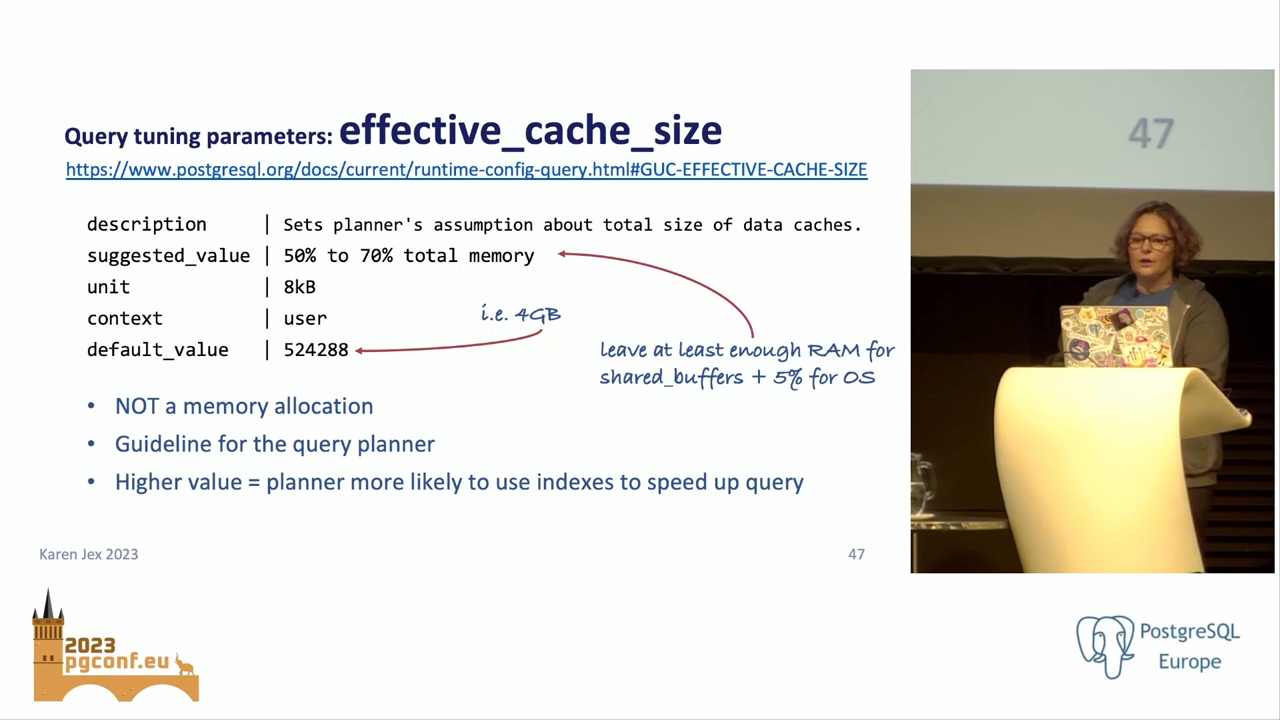 Query tuning parameters: effective_cache_size
https://www.postgresql.org/docs/current/runtime-config-query.html#GUC-EFFECTIVE-CACHE-SIZE
description | Sets planner's assumption about total size of data caches.
suggested_value | 50% to 70% total memory
unit | 8kB
context | user
i.e. 4GB
default_value | 524288
leave at least enough RAM for
shared_buffers + 5% for OS
• NOT a memory allocation
• Guideline for the query planner
• Higher value = planner more likely to use indexes to speed up query
Karen Jex 2023
47
47
2023
pgconf.eu
PostgreSQL
Europe